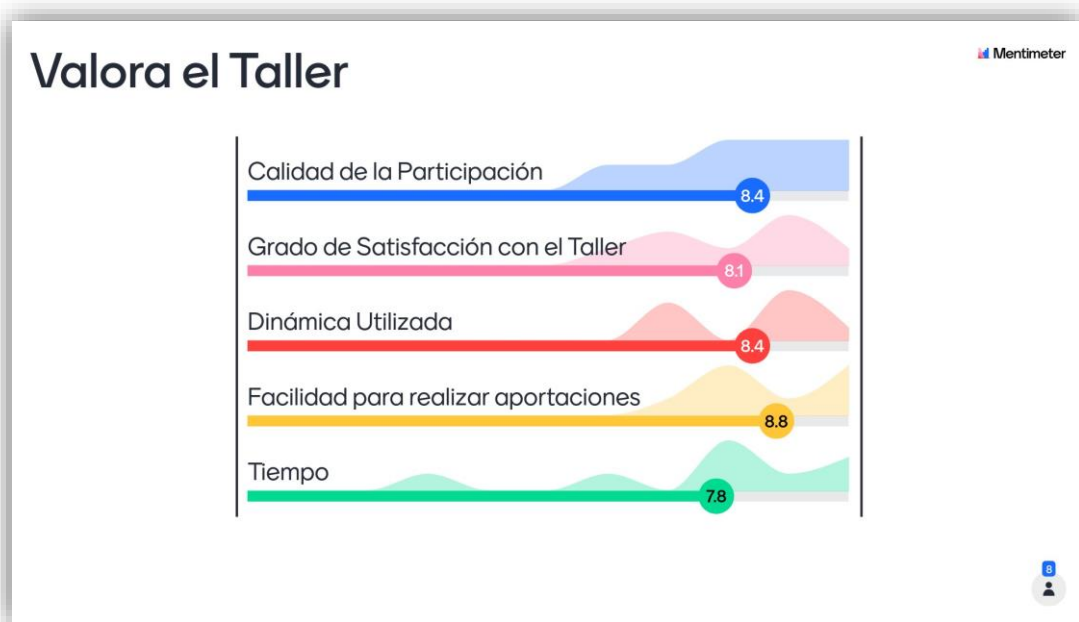 Valora el Taller
Mentimeter
Calidad de la Participación
8.4
Grado de Satisfacción con el Taller
8.1
Dinámica Utilizada
8.4
Facilidad para realizar aportaciones
8.8
Tiempo
7.8
8